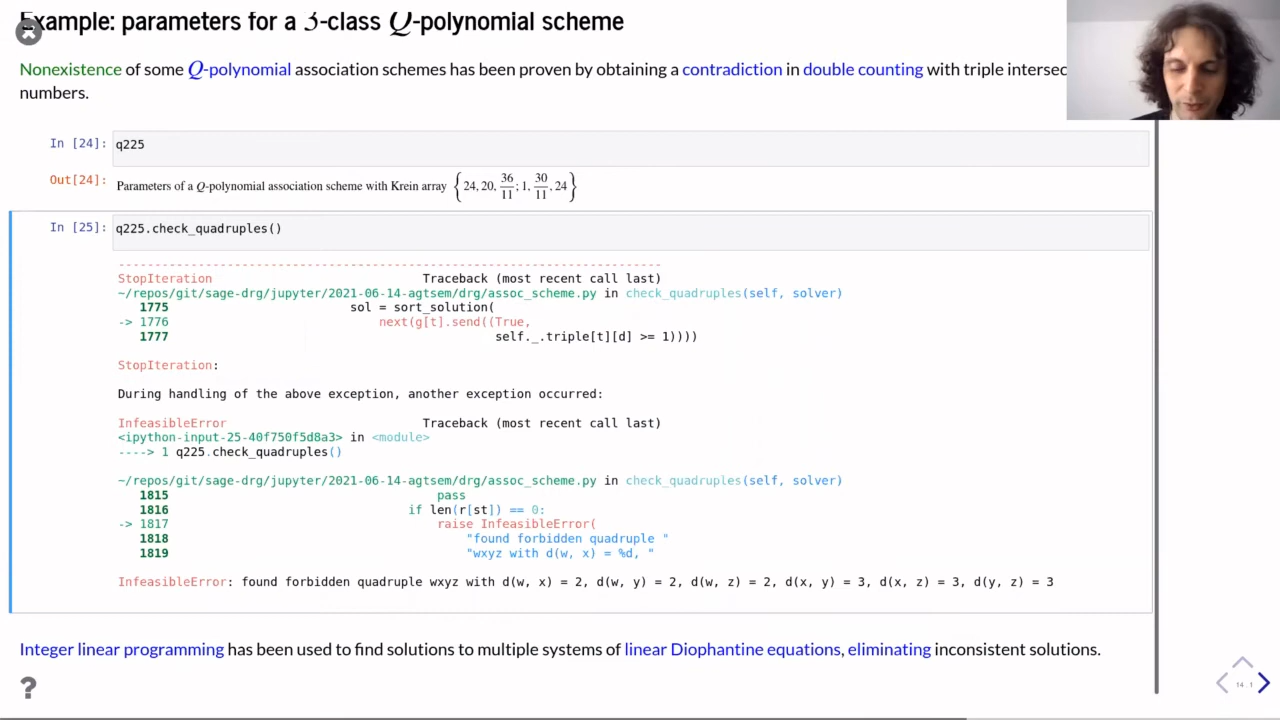 Example: parameters for a 3-class Q-polynomial scheme
Nonexistence of some Q-polynomial association schemes has been proven by obtaining a contradiction in double counting with triple
numbers.
In [24]: q225
Out[24]: Parameters of a Q-polynomial association scheme with Krein array {24, 20, 36/11; 1, 30/11, 24}
In [25]: q225.check_quadruples()
---------------------------------------------------------------------------
StopIteration Traceback (most recent call last)
~/repos/git/sage-drg/jupyter/2021-06-14-agtsem/drg/assoc_scheme.py in check_quadruples(self, solver)
1775 sol = sort_solution(
-> 1776 next(g[t].send((True,
1777 self._.triple[t][d] >= 1))))
StopIteration:
During handling of the above exception, another exception occurred:
InfeasibleError Traceback (most recent call last)
<ipython-input-25-40f750f5d8a3> in <module>
----> 1 q225.check_quadruples()
~/repos/git/sage-drg/jupyter/2021-06-14-agtsem/drg/assoc_scheme.py in check_quadruples(self, solver)
1815 pass
1816 if len(r[st]) == 0:
-> 1817 raise InfeasibleError(
1818 "found forbidden quadruple "
1819 "wxyz with d(w, x) = %d, "
InfeasibleError: found forbidden quadruple wxyz with d(w, x) = 2, d(w, y) = 2, d(w, z) = 2, d(x, y) = 3, d(x, z) = 3, d(y, z) = 3
Integer linear programming has been used to find solutions to multiple systems of linear Diophantine equations, eliminating inconsistent solutions.
?
14.1